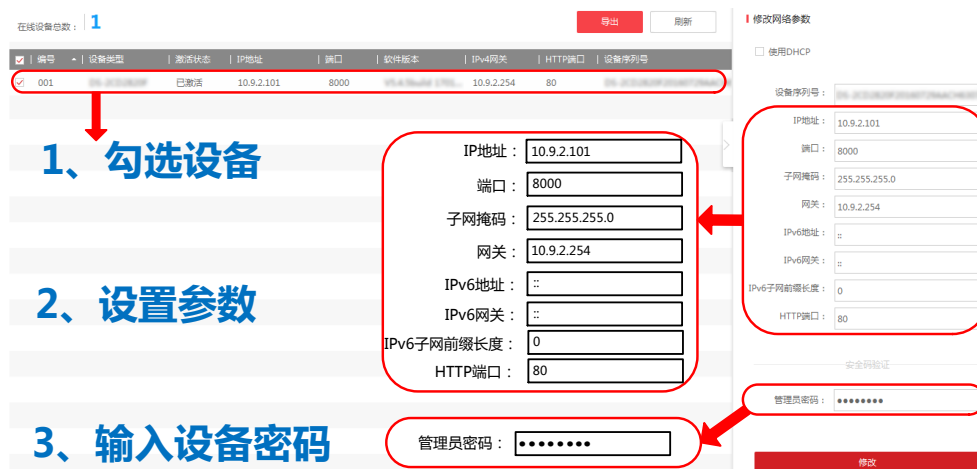 在线设备总数： 1
导出 刷新
编号 设备类型 激活状态 IP地址 端口 软件版本 IPv4网关 HTTP端口 设备序列号
001 已激活 10.9.2.101 8000 10.9.2.254 80
1、勾选设备
2、设置参数
3、输入设备密码
IP地址： 10.9.2.101
端口： 8000
子网掩码： 255.255.255.0
网关： 10.9.2.254
IPv6地址： ::
IPv6网关： ::
IPv6子网前缀长度： 0
HTTP端口： 80
管理员密码： ●●●●●●●●
修改网络参数
使用DHCP
设备序列号：
IP地址： 10.9.2.101
端口： 8000
子网掩码： 255.255.255.0
网关： 10.9.2.254
IPv6地址： ::
IPv6网关： ::
IPv6子网前缀长度： 0
HTTP端口： 80
安全码验证
管理员密码： ●●●●●●●●
修改